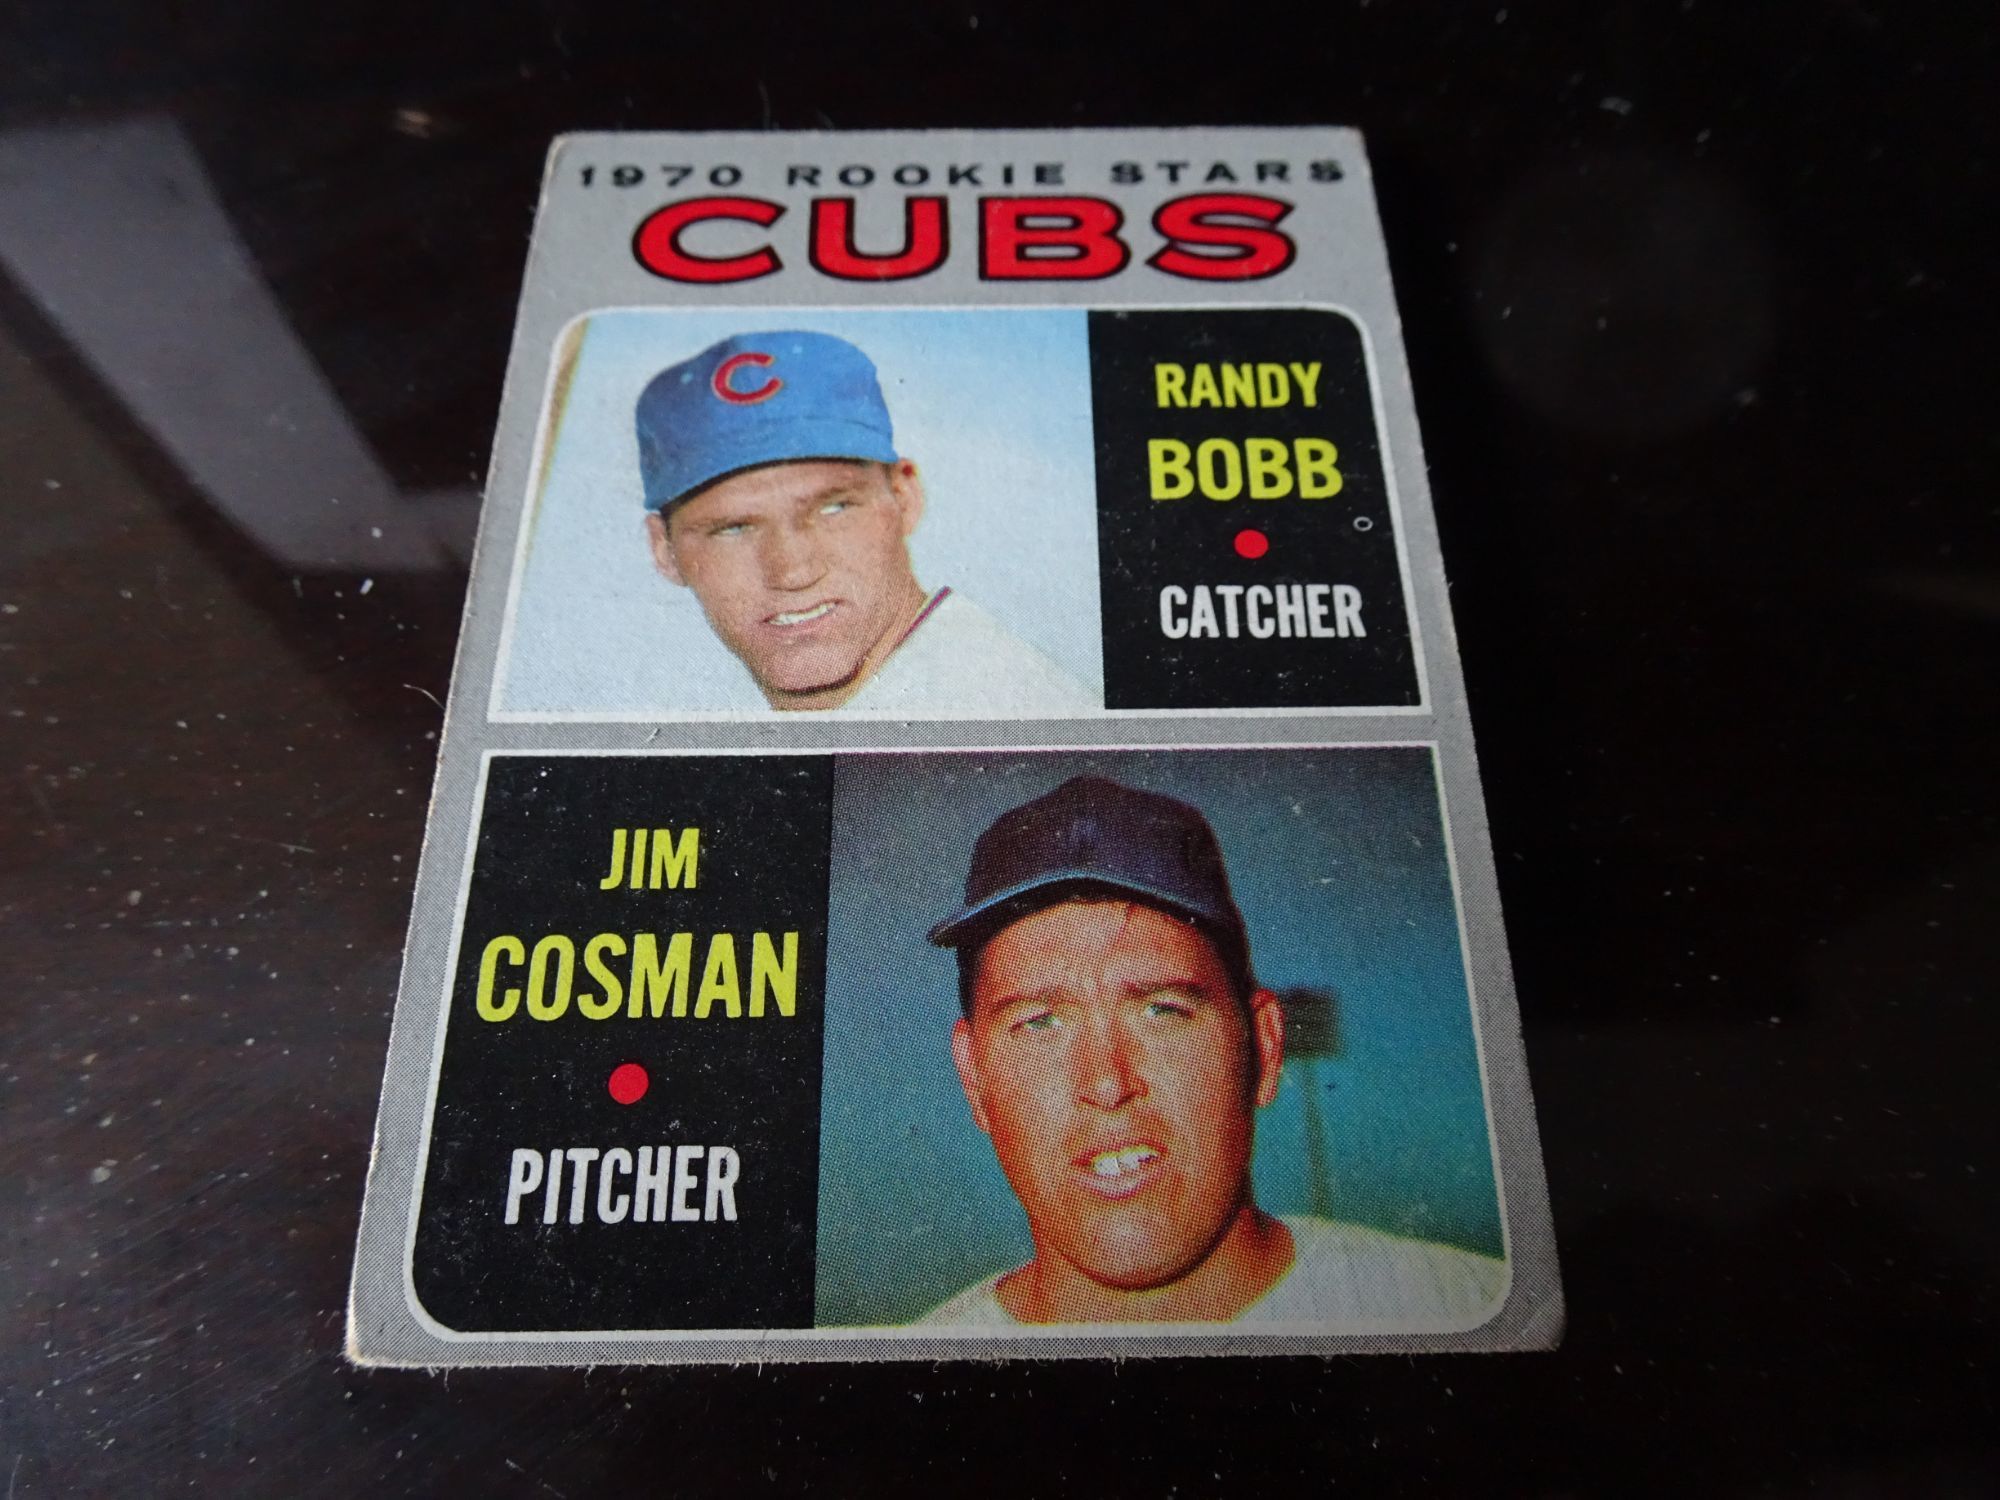 1970 ROOKIE STARS
CUBS
C
RANDY
BOBB
CATCHER
JIM
COSMAN
PITCHER